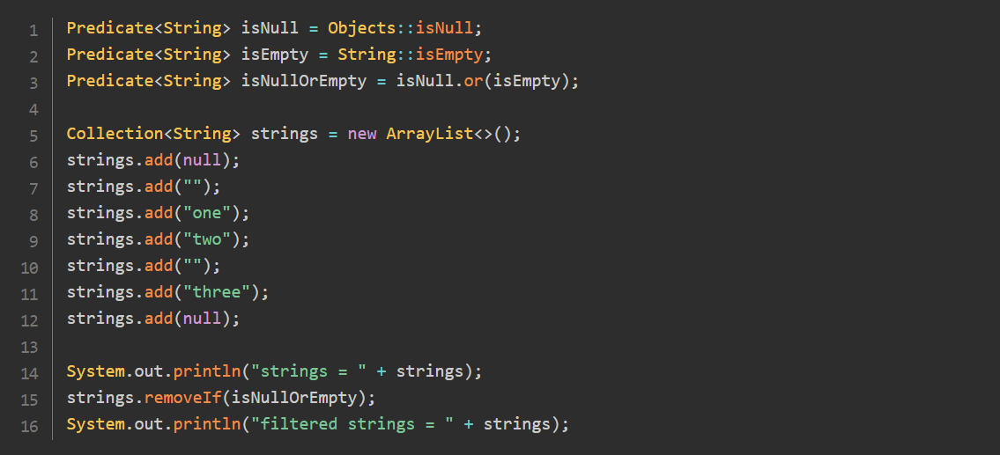 1 Predicate<String> isNull = Objects::isNull;
2 Predicate<String> isEmpty = String::isEmpty;
3 Predicate<String> isNullOrEmpty = isNull.or(isEmpty);
4
5 Collection<String> strings = new ArrayList<>();
6 strings.add(null);
7 strings.add("");
8 strings.add("one");
9 strings.add("two");
10 strings.add("");
11 strings.add("three");
12 strings.add(null);
13
14 System.out.println("strings = " + strings);
15 strings.removeIf(isNullOrEmpty);
16 System.out.println("filtered strings = " + strings);